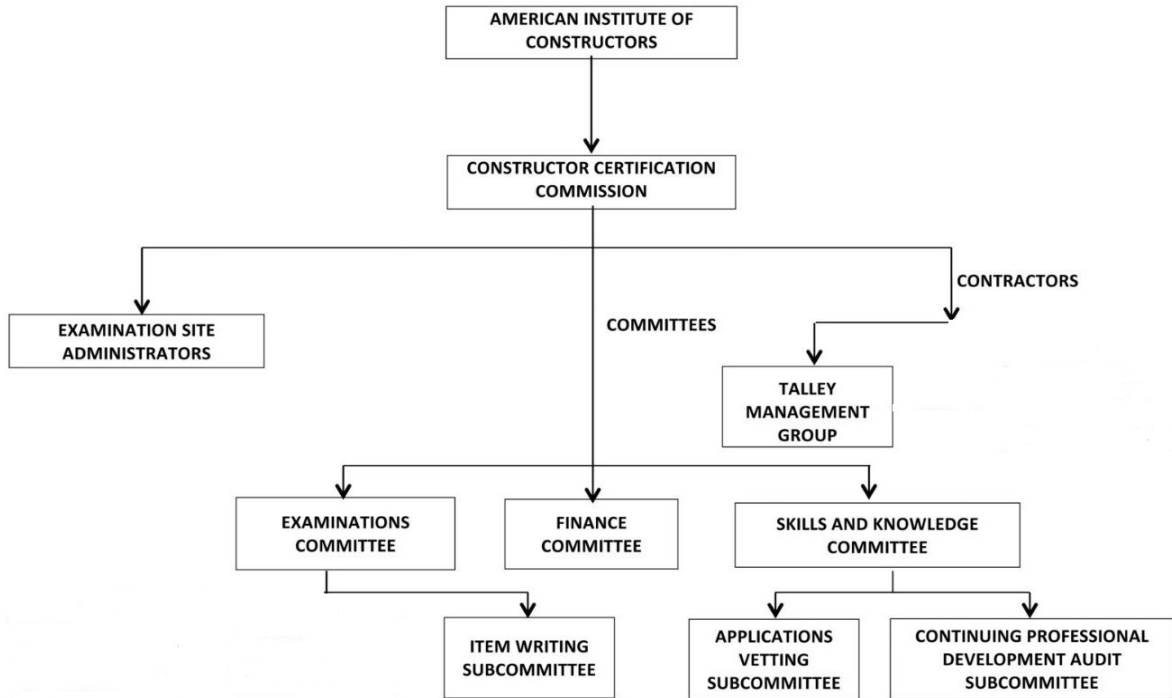 AMERICAN INSTITUTE OF
CONSTRUCTORS
CONSTRUCTOR CERTIFICATION
COMMISSION
CONTRACTORS
EXAMINATION SITE
ADMINISTRATORS
COMMITTEES
TALLEY
MANAGEMENT
GROUP
EXAMINATIONS
COMMITTEE
FINANCE
COMMITTEE
SKILLS AND KNOWLEDGE
COMMITTEE
ITEM WRITING
SUBCOMMITTEE
APPLICATIONS
VETTING
SUBCOMMITTEE
CONTINUING PROFESSIONAL
DEVELOPMENT AUDIT
SUBCOMMITTEE